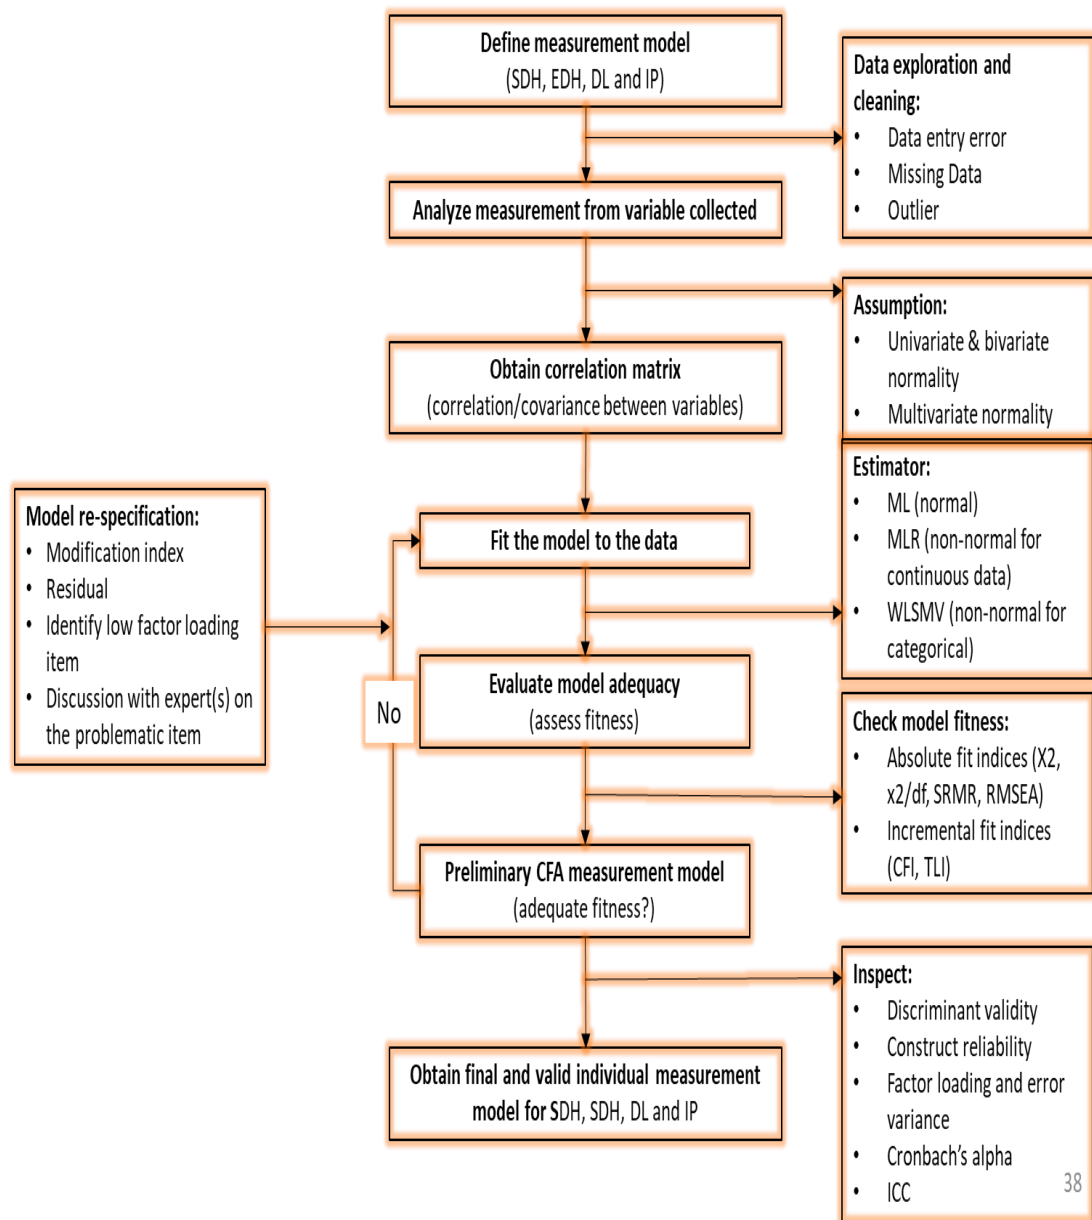 Define measurement model
(SDH, EDH, DL and IP)
Data exploration and
cleaning:
• Data entry error
• Missing Data
• Outlier
Analyze measurement from variable collected
Assumption:
• Univariate & bivariate
normality
• Multivariate normality
Obtain correlation matrix
(correlation/covariance between variables)
Estimator:
• ML (normal)
• MLR (non-normal for
continuous data)
• WLSMV (non-normal for
categorical)
Model re-specification:
• Modification index
• Residual
• Identify low factor loading
item
• Discussion with expert(s) on
the problematic item
Fit the model to the data
No
Evaluate model adequacy
(assess fitness)
Check model fitness:
• Absolute fit indices (X2,
x2/df, SRMR, RMSEA)
• Incremental fit indices
(CFI, TLI)
Preliminary CFA measurement model
(adequate fitness?)
Inspect:
• Discriminant validity
• Construct reliability
• Factor loading and error
variance
• Cronbach's alpha
• ICC
Obtain final and valid individual measurement
model for SDH, SDH, DL and IP
38